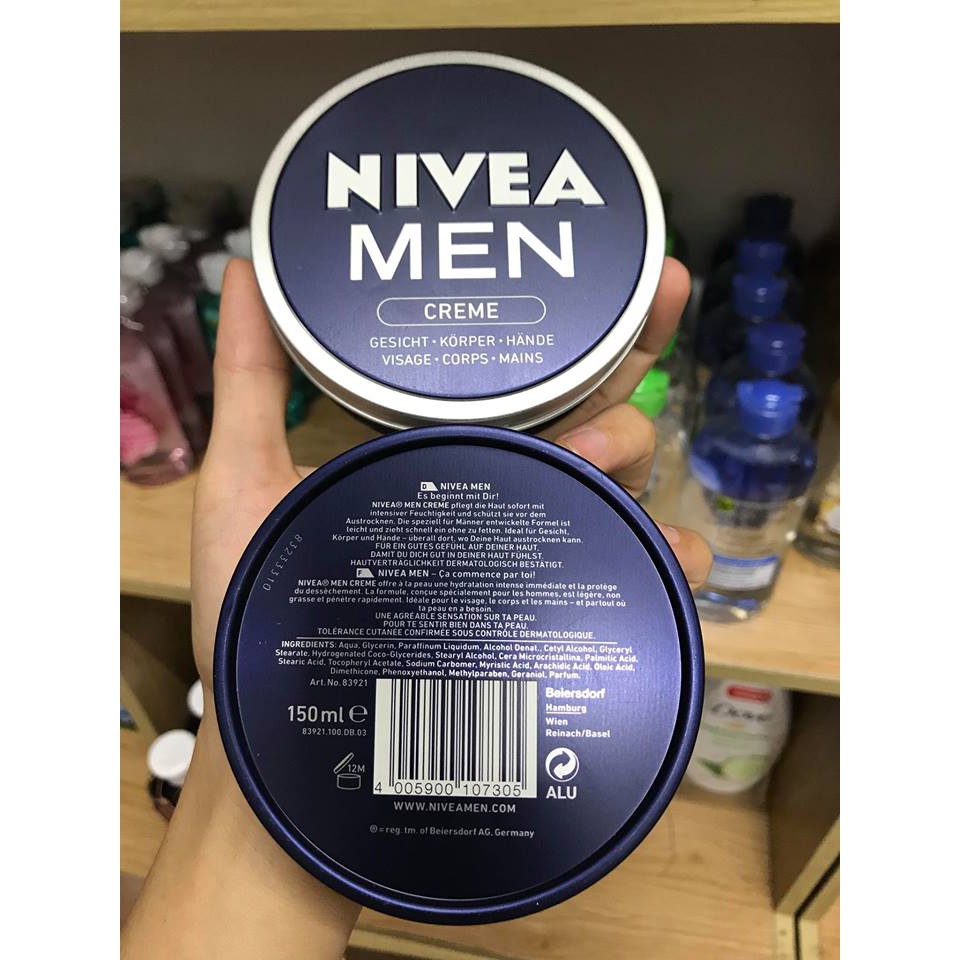 NIVEA
MEN
CREME
GESICHT • KÖRPER • HÄNDE
VISAGE • CORPS • MAINS
D NIVEA MEN
Es beginnt mit Dir!
NIVEA® MEN CREME pflegt die Haut sofort mit
intensiver Feuchtigkeit und schützt sie vor dem
Austrocknen. Die speziell für Männer entwickelte Formel ist
leicht und zieht schnell ein ohne zu fetten. Ideal für Gesicht,
Körper und Hände – überall dort, wo Deine Haut austrocknen kann.
FÜR EIN GUTES GEFÜHL AUF DEINER HAUT.
DAMIT DU DICH GUT IN DEINER HAUT FÜHLST.
HAUTVERTRÄGLICHKEIT DERMATOLOGISCH BESTÄTIGT.
F NIVEA MEN – Ça commence par toi!
NIVEA® MEN CREME offre à la peau une hydratation intense immédiate et la protège
du dessèchement. La formule, conçue spécialement pour les hommes, est légère, non
grasse et pénètre rapidement. Idéale pour le visage, le corps et les mains – et partout où
ta peau en a besoin.
UNE AGRÉABLE SENSATION SUR TA PEAU.
POUR TE SENTIR BIEN DANS TA PEAU.
TOLÉRANCE CUTANÉE CONFIRMÉE SOUS CONTRÔLE DERMATOLOGIQUE.
INGREDIENTS: Aqua, Glycerin, Paraffinum Liquidum, Alcohol Denat., Cetyl Alcohol, Glyceryl
Stearate, Hydrogenated Coco-Glycerides, Stearyl Alcohol, Cera Microcristallina, Palmitic Acid,
Stearic Acid, Tocopheryl Acetate, Sodium Carbomer, Myristic Acid, Arachidic Acid, Oleic Acid,
Dimethicone, Phenoxyethanol, Methylparaben, Geraniol, Parfum.
Art. No. 83921
150 ml e
83921.100.DB.03
12M
4 005900 107305
Beiersdorf
Hamburg
Wien
Reinach/Basel
ALU
WWW.NIVEAMEN.COM
® = reg. tm. of Beiersdorf AG, Germany
83233310
Dove